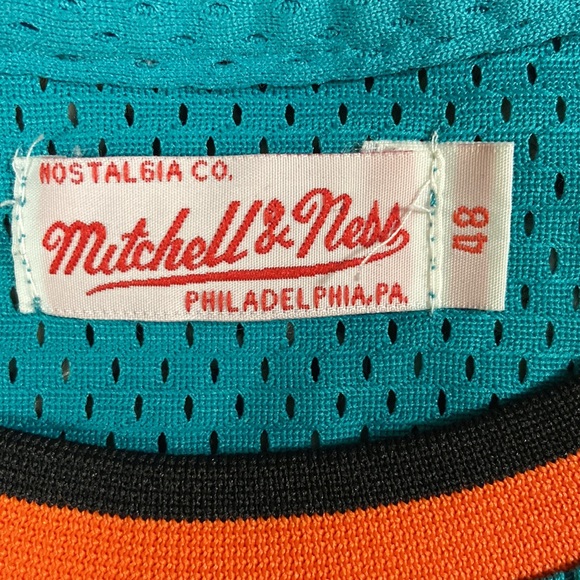 NOSTALGIA CO.
Mitchell & Ness
PHILADELPHIA, PA.
48